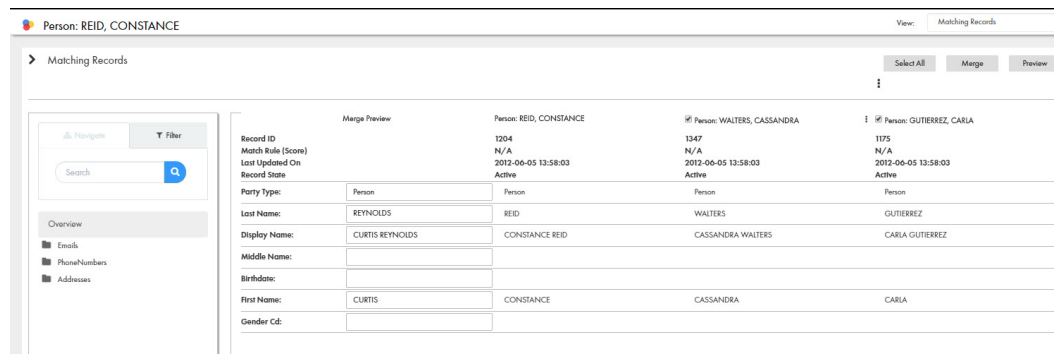 Person: REID, CONSTANCE
View: Matching Records
Matching Records
Select All Merge Preview
Navigate Filter
Search
Overview
Emails
PhoneNumbers
Addresses
Merge Preview Person: REID, CONSTANCE Person: WALTERS, CASSANDRA Person: GUTIERREZ, CARLA
Record ID 1204 1347 1175
Match Rule (Score) N/A N/A N/A
Last Updated On 2012-06-05 13:58:03 2012-06-05 13:58:03 2012-06-05 13:58:03
Record State Active Active Active
Party Type: Person Person Person Person
Last Name: REYNOLDS REID WALTERS GUTIERREZ
Display Name: CURTIS REYNOLDS CONSTANCE REID CASSANDRA WALTERS CARLA GUTIERREZ
Middle Name:
Birthdate:
First Name: CURTIS CONSTANCE CASSANDRA CARLA
Gender Cd: